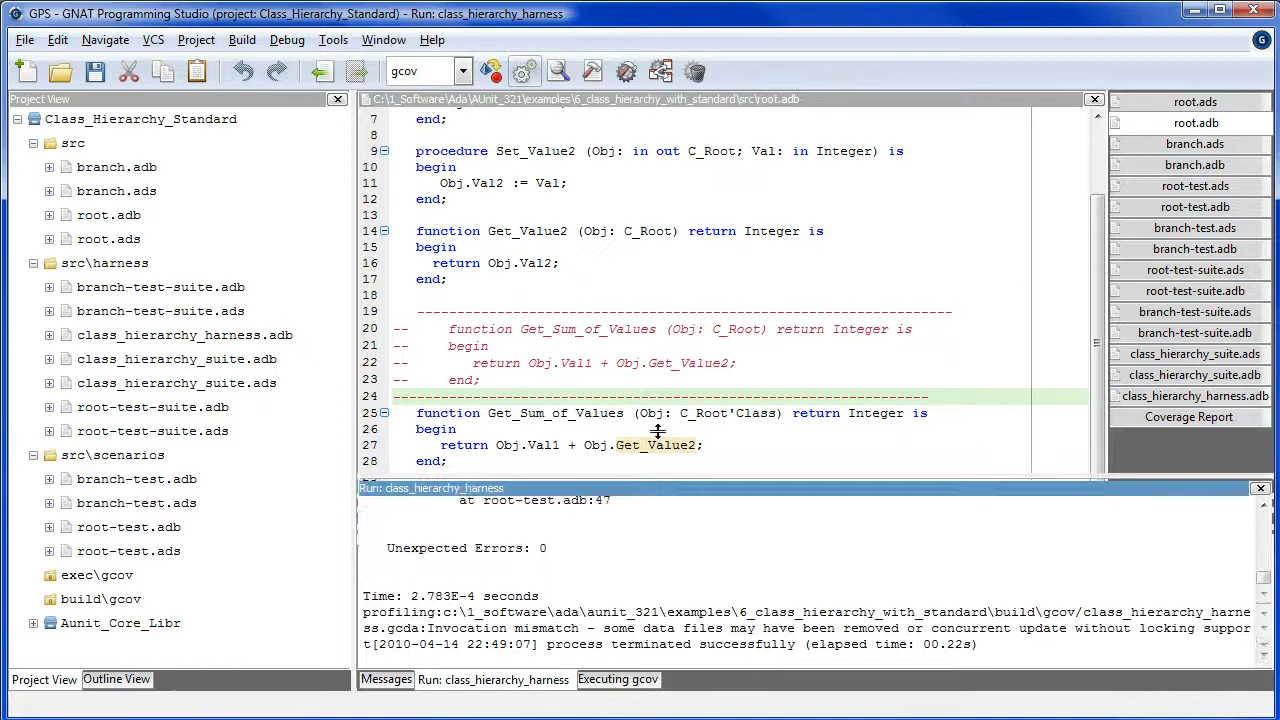 GPS - GNAT Programming Studio (project: Class_Hierarchy_Standard) - Run: class_hierarchy_harness
File Edit Navigate VCS Project Build Debug Tools Window Help
gcov
Project View
Class_Hierarchy_Standard
src
branch.adb
branch.ads
root.adb
root.ads
src\harness
branch-test-suite.adb
branch-test-suite.ads
class_hierarchy_harness.adb
class_hierarchy_suite.adb
class_hierarchy_suite.ads
root-test-suite.adb
root-test-suite.ads
src\scenarios
branch-test.adb
branch-test.ads
root-test.adb
root-test.ads
exec\gcov
build\gcov
Aunit_Core_Libr
Project View Outline View
C:\1_Software\Ada\AUnit_321\examples\6_class_hierarchy_with_standard\src\root.adb
7 end;
8
9 procedure Set_Value2 (Obj: in out C_Root; Val: in Integer) is
10 begin
11 Obj.Val2 := Val;
12 end;
13
14 function Get_Value2 (Obj: C_Root) return Integer is
15 begin
16 return Obj.Val2;
17 end;
18
19 -------------------------------------------------------------------
20 -- function Get_Sum_of_Values (Obj: C_Root) return Integer is
21 -- begin
22 -- return Obj.Val1 + Obj.Get_Value2;
23 -- end;
24 -------------------------------------------------------------------
25 function Get_Sum_of_Values (Obj: C_Root'Class) return Integer is
26 begin
27 return Obj.Val1 + Obj.Get_Value2;
28 end;
root.ads
root.adb
branch.ads
branch.adb
root-test.ads
root-test.adb
branch-test.ads
branch-test.adb
root-test-suite.ads
root-test-suite.adb
branch-test-suite.ads
branch-test-suite.adb
class_hierarchy_suite.ads
class_hierarchy_suite.adb
class_hierarchy_harness.adb
Coverage Report
Run: class_hierarchy_harness
at root-test.adb:47
Unexpected Errors: 0
Time: 2.783E-4 seconds
profiling:c:\1_software\ada\aunit_321\examples\6_class_hierarchy_with_standard\build\gcov/class_hierarchy_harne
ss.gcda:Invocation mismatch - some data files may have been removed or concurrent update without locking suppor
t[2010-04-14 22:49:07] process terminated successfully (elapsed time: 00.22s)
Messages Run: class_hierarchy_harness Executing gcov